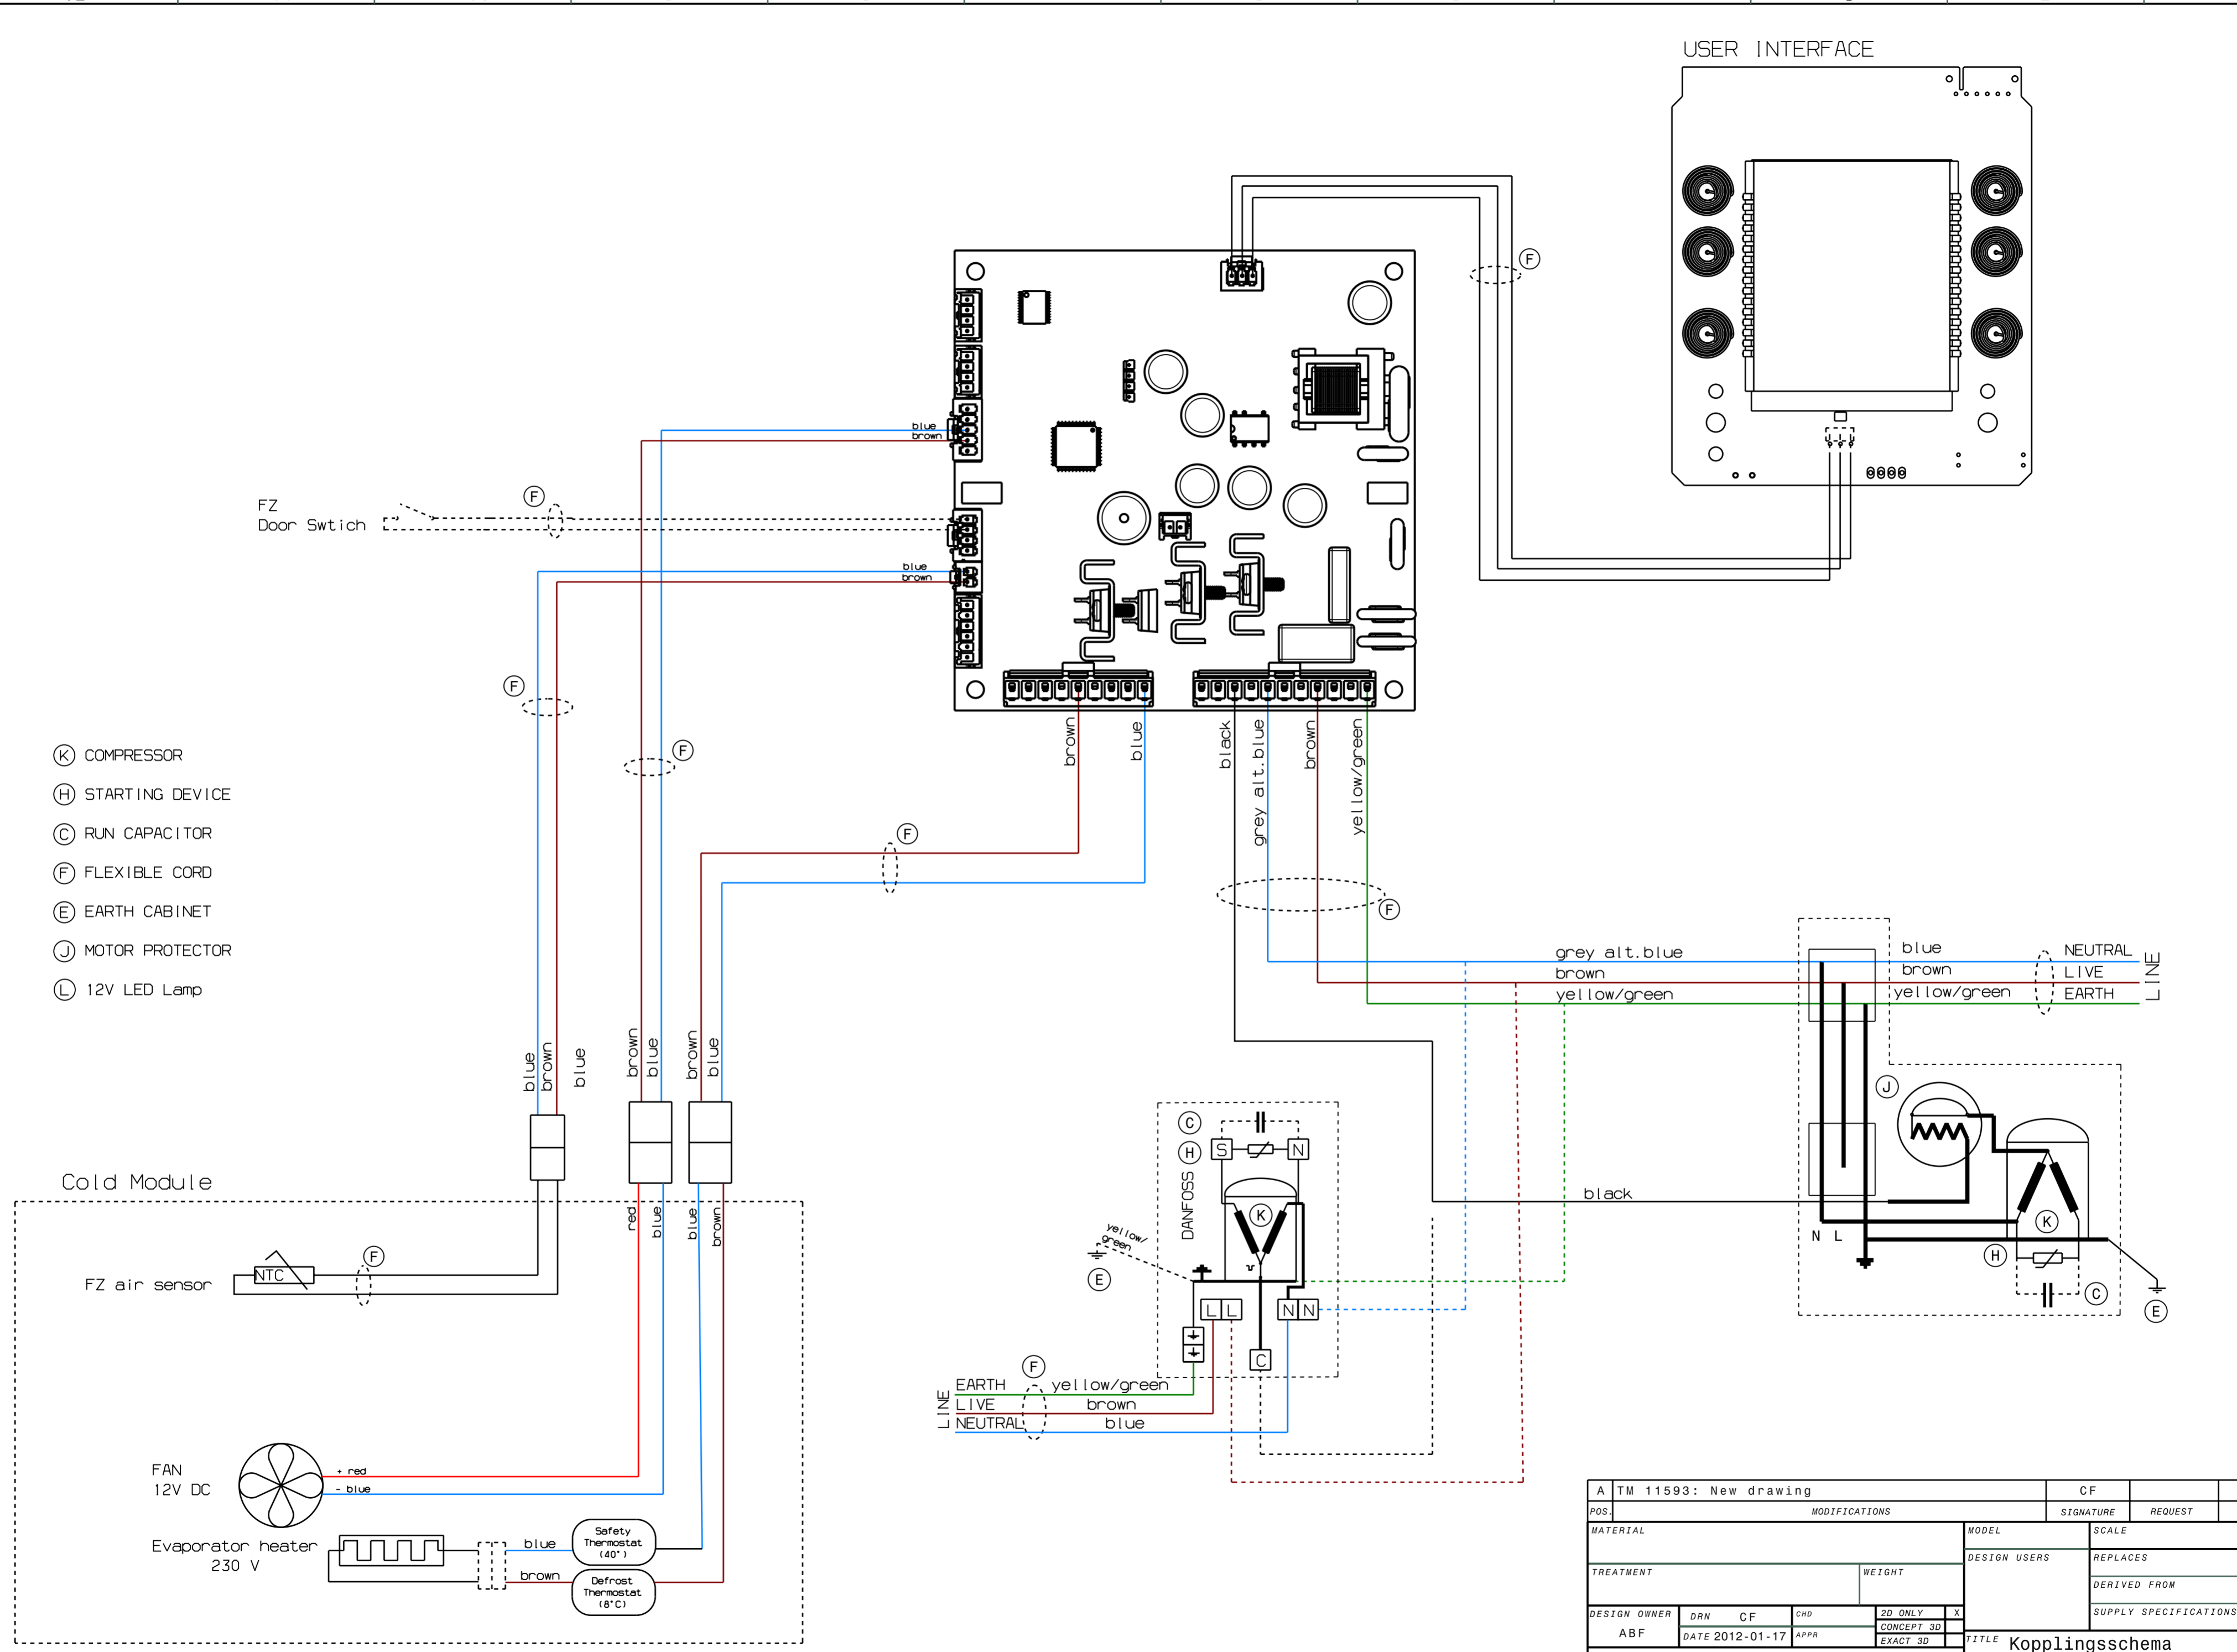 USER INTERFACE
F
blue
brown
FZ
Door Swtich
F
blue
brown
F
F
brown
blue
black
grey alt.blue
brown
yellow/green
F
F
K COMPRESSOR
H STARTING DEVICE
C RUN CAPACITOR
F FLEXIBLE CORD
E EARTH CABINET
J MOTOR PROTECTOR
L 12V LED Lamp
grey alt.blue
brown
yellow/green
blue
brown
yellow/green
NEUTRAL
LIVE
EARTH
LINE
blue
brown
blue
brown
blue
brown
blue
J
K
H
C
E
N L
black
C
H
S
N
DANFOSS
K
yellow/
green
E
L L
N N
C
F
LINE
EARTH yellow/green
LIVE brown
NEUTRAL blue
Cold Module
red
blue
blue
brown
FZ air sensor
NTC
F
FAN
12V DC
+ red
- blue
Evaporator heater
230 V
blue
brown
Safety
Thermostat
(40°)
Defrost
Thermostat
(8°C)
A TM 11593: New drawing CF
POS. MODIFICATIONS SIGNATURE REQUEST
MATERIAL
MODEL
SCALE
DESIGN USERS
REPLACES
TREATMENT
WEIGHT
DERIVED FROM
SUPPLY SPECIFICATIONS
DESIGN OWNER
ABF
DRN CF
CHD
2D ONLY X
CONCEPT 3D
DATE 2012-01-17
APPR
EXACT 3D
TITLE Kopplingsschema